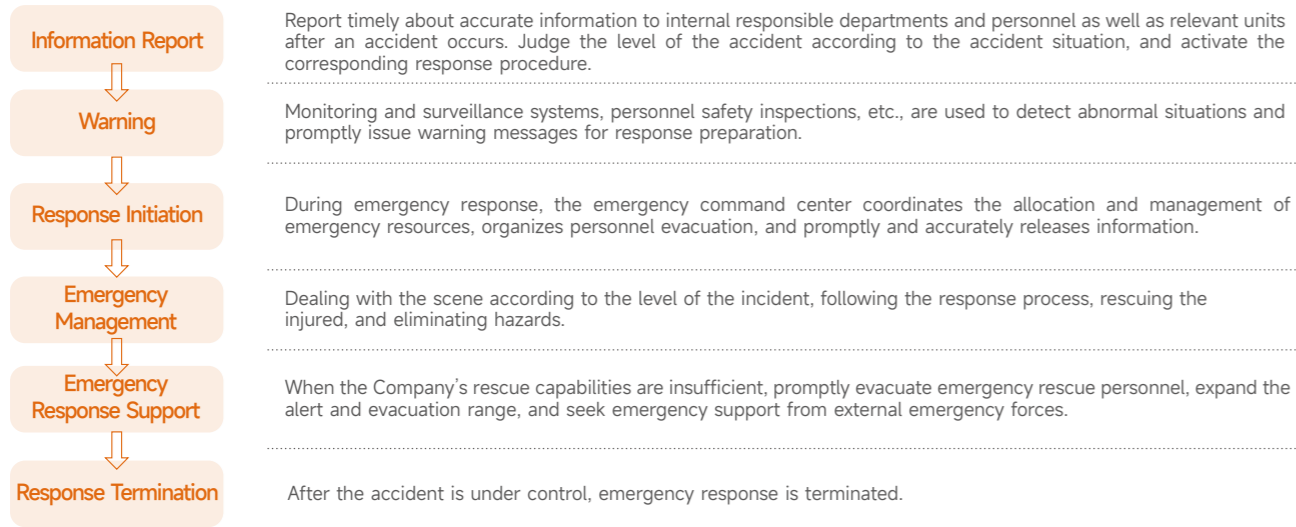 Information Report
Report timely about accurate information to internal responsible departments and personnel as well as relevant units
after an accident occurs. Judge the level of the accident according to the accident situation, and activate the
corresponding response procedure.
Warning
Monitoring and surveillance systems, personnel safety inspections, etc., are used to detect abnormal situations and
promptly issue warning messages for response preparation.
Response Initiation
During emergency response, the emergency command center coordinates the allocation and management of
emergency resources, organizes personnel evacuation, and promptly and accurately releases information.
Emergency
Management
Dealing with the scene according to the level of the incident, following the response process, rescuing the
injured, and eliminating hazards.
Emergency
Response Support
When the Company's rescue capabilities are insufficient, promptly evacuate emergency rescue personnel, expand the
alert and evacuation range, and seek emergency support from external emergency forces.
Response Termination
After the accident is under control, emergency response is terminated.